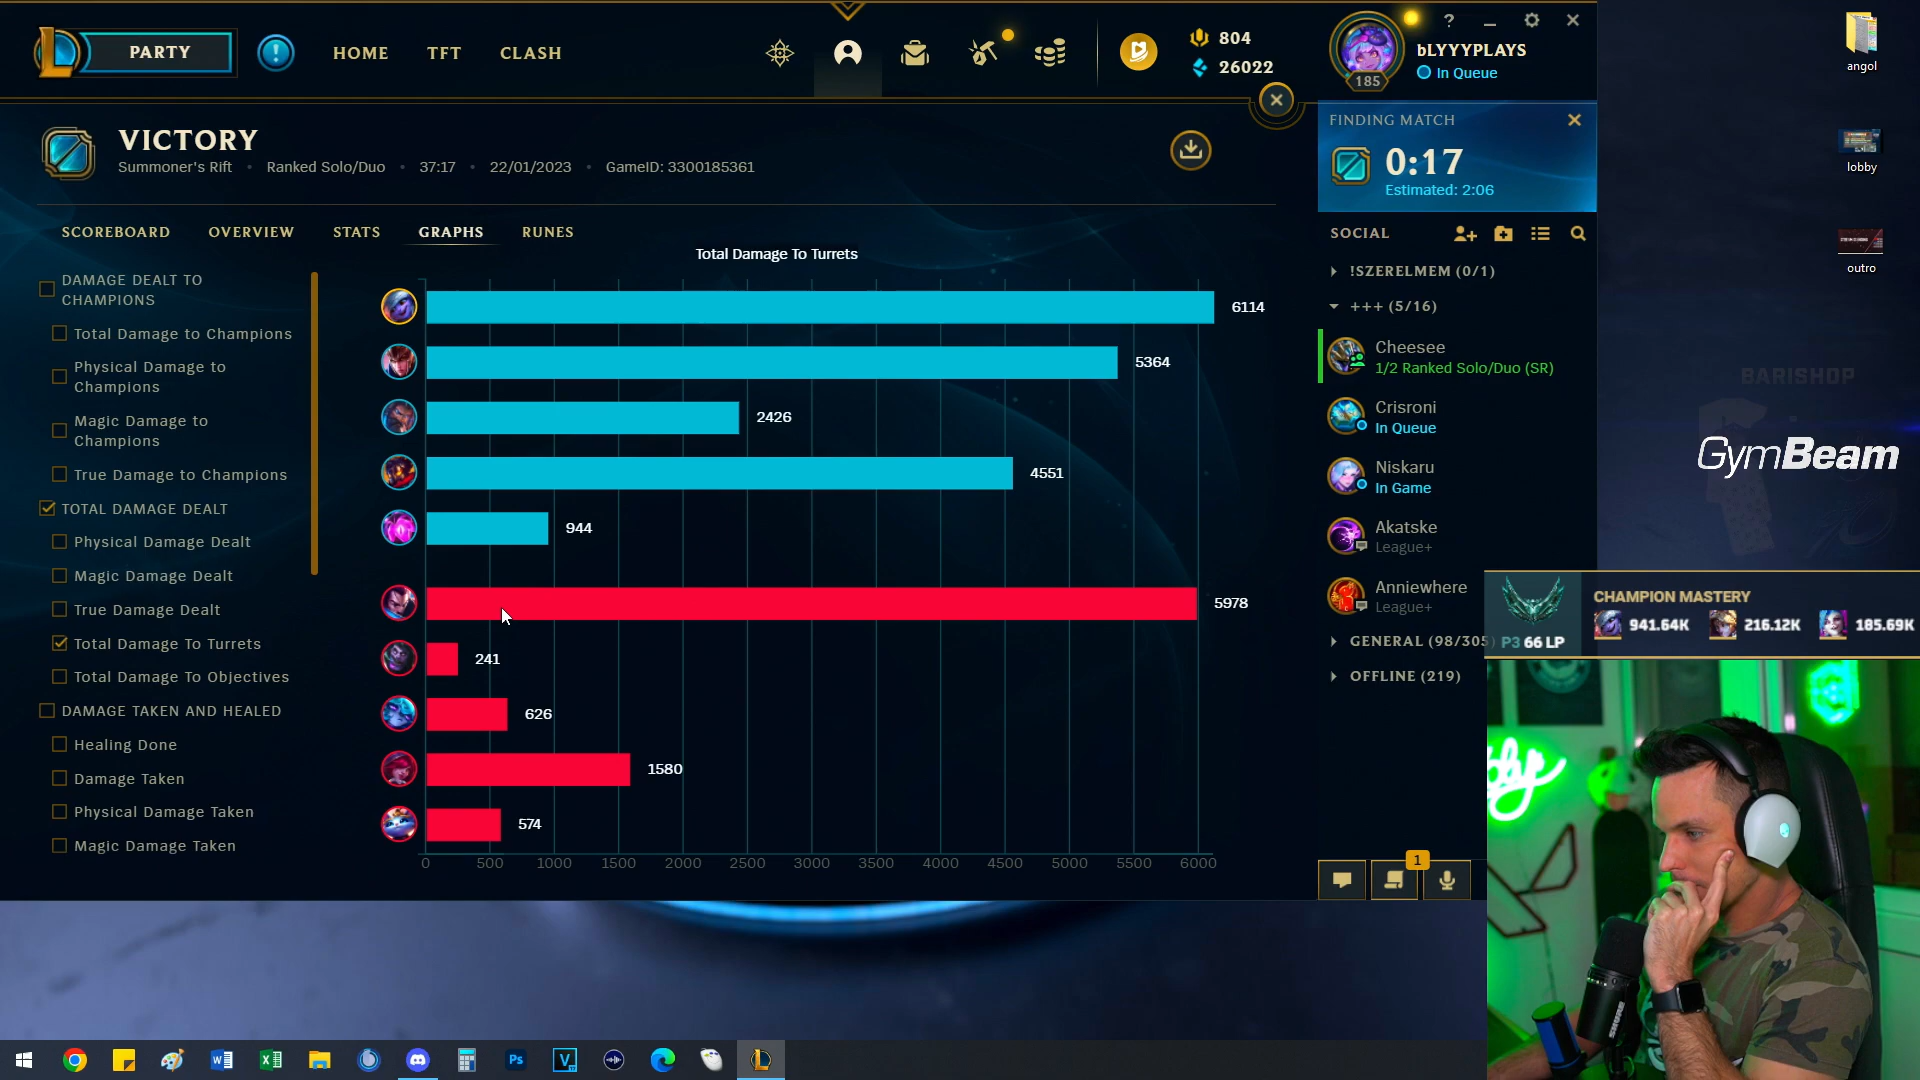 PARTY
HOME
TFT
CLASH
804
26022
185
bLYYYPLAYS
In Queue
VICTORY
Summoner's Rift • Ranked Solo/Duo • 37:17 • 22/01/2023 • GameID: 3300185361
FINDING MATCH
0:17
Estimated: 2:06
SCOREBOARD
OVERVIEW
STATS
GRAPHS
RUNES
DAMAGE DEALT TO
CHAMPIONS
Total Damage to Champions
Physical Damage to
Champions
Magic Damage to
Champions
True Damage to Champions
TOTAL DAMAGE DEALT
Physical Damage Dealt
Magic Damage Dealt
True Damage Dealt
Total Damage To Turrets
Total Damage To Objectives
DAMAGE TAKEN AND HEALED
Healing Done
Damage Taken
Physical Damage Taken
Magic Damage Taken
Total Damage To Turrets
6114
5364
2426
4551
944
5978
241
626
1580
574
0 500 1000 1500 2000 2500 3000 3500 4000 4500 5000 5500 6000
SOCIAL
!SZERELMEM (0/1)
+++ (5/16)
Cheesee
1/2 Ranked Solo/Duo (SR)
Crisroni
In Queue
Niskaru
In Game
Akatske
League+
Anniewhere
League+
GENERAL (98/305
OFFLINE (219)
1
angol
lobby
outro
BARISHOP
GymBeam
CHAMPION MASTERY
P3 66 LP
941.64K
216.12K
185.69K
SHURE
Ps
V